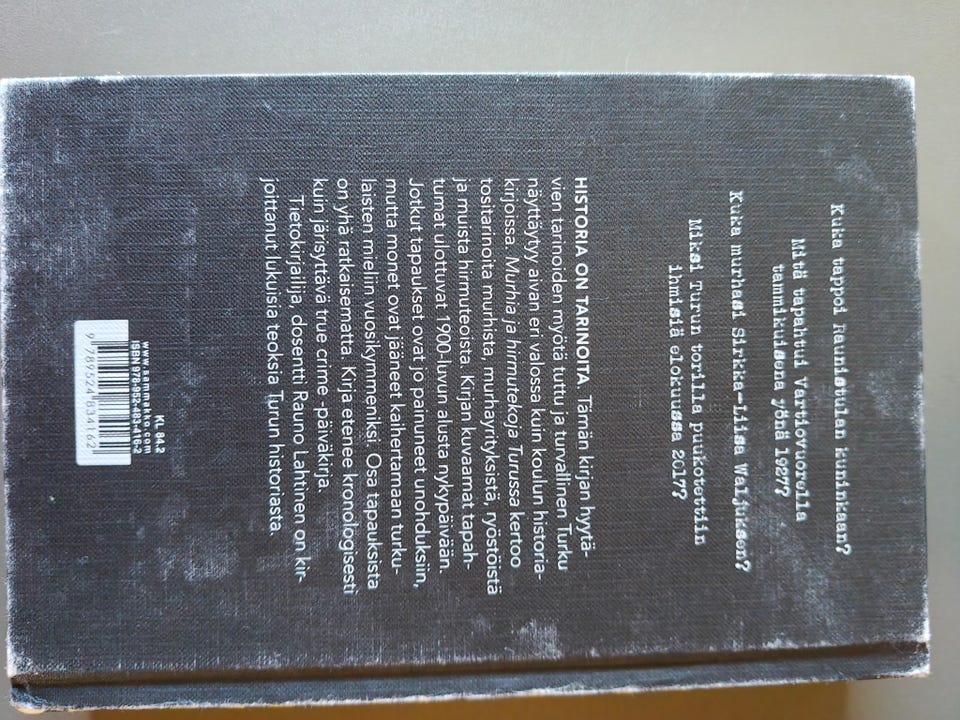 Kuka tappoi Raunistulan kuninkaan?
Mitä tapahtui Vartiovuorella
tammikuisena yönä 1927?
Kuka murhasi Sirkka-Liisa Waljuksen?
Miksi Turun torilla puukotettiin
ihmisiä elokuussa 2017?
HISTORIA ON TARINOITA. Tämän kirjan hyytä-
vien tarinoiden myötä tuttu ja turvallinen Turku
näyttäytyy aivan eri valossa kuin koulun historia-
kirjoissa. Murhia ja hirmutekoja Turussa kertoo
tositarinoita murhista, murhayrityksistä, ryöstöistä
ja muista hirmuteoista. Kirjan kuvaamat tapah-
tumat ulottuvat 1900-luvun alusta nykypäivään.
Jotkut tapaukset ovat jo painuneet unohduksiin,
mutta monet ovat jääneet kaihertamaan turku-
laisten mieliin vuosikymmeniksi. Osa tapauksista
on yhä ratkaisematta. Kirja etenee kronologisesti
kuin järisyttävä true crime -päiväkirja.
Tietokirjailija, dosentti Rauno Lahtinen on kir-
joittanut lukuisia teoksia Turun historiasta.
KL 84.2
www.sammakko.com
ISBN 978-952-483-416-2
9789524834162